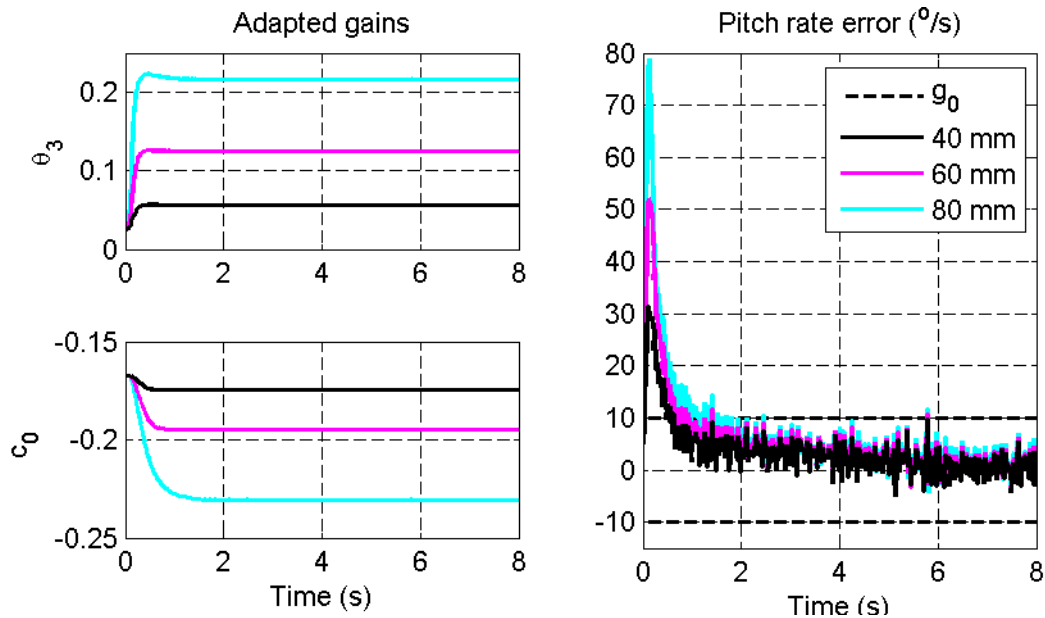 Adapted gains
θ3
0.2
0.1
0
0 2 4 6 8
c0
-0.15
-0.2
-0.25
0 2 4 6 8
Time (s)
Pitch rate error (o/s)
80
70
60
50
40
30
20
10
0
-10
0 2 4 6 8
Time (s)
g0
40 mm
60 mm
80 mm